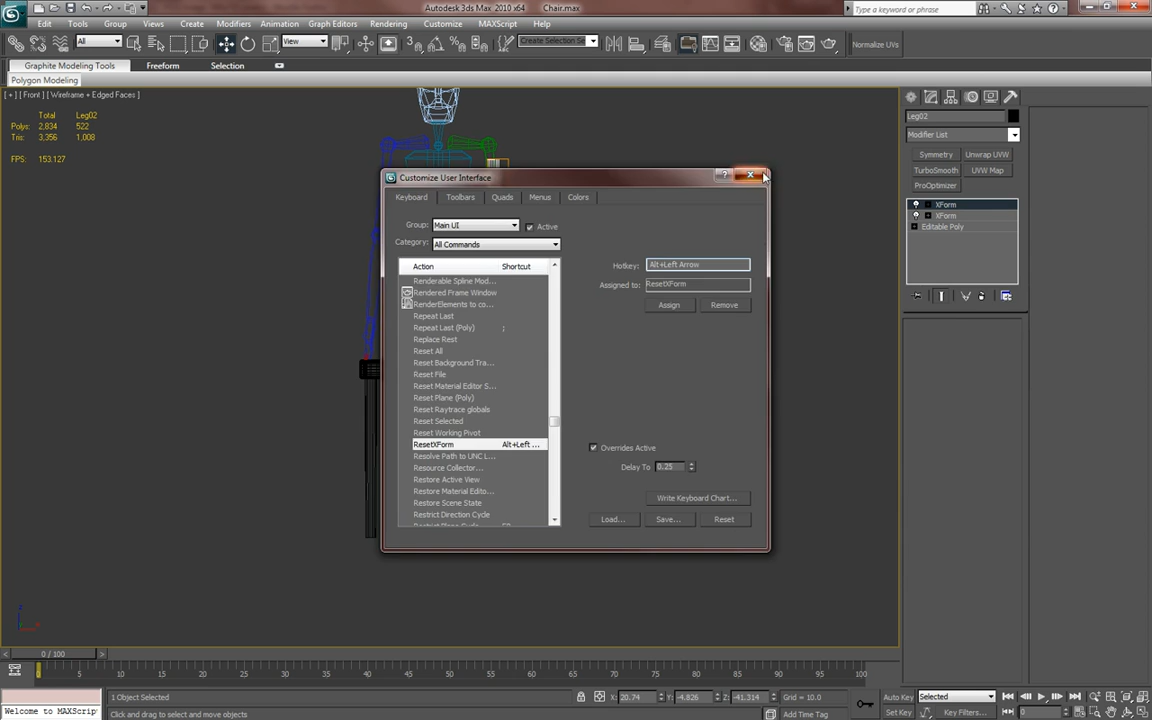 Autodesk 3ds Max 2010 x64 Chair.max
Type a keyword or phrase
Edit Tools Group Views Create Modifiers Animation Graph Editors Rendering Customize MAXScript Help
All View Create Selection Se Normalize UVs
Graphite Modeling Tools Freeform Selection
Polygon Modeling
[ + ] [ Front ] [ Wireframe + Edged Faces ]
Total Leg02
Polys: 2,834 522
Tris: 3,356 1,008
FPS: 153.127
Leg02
Modifier List
Symmetry Unwrap UVW
TurboSmooth UVW Map
ProOptimizer
XForm
XForm
Editable Poly
Customize User Interface
Keyboard Toolbars Quads Menus Colors
Group: Main UI Active
Category: All Commands
Action Shortcut
Renderable Spline Mod...
Rendered Frame Window
RenderElements to co...
Repeat Last
Repeat Last (Poly) ;
Replace Rest
Reset All
Reset Background Tra...
Reset File
Reset Material Editor S...
Reset Plane (Poly)
Reset Raytrace globals
Reset Selected
Reset Working Pivot
ResetXForm Alt+Left ...
Resolve Path to UNC L...
Resource Collector...
Restore Active View
Restore Material Edito...
Restore Scene State
Restrict Direction Cycle
Hotkey: Alt+Left Arrow
Assigned to: ResetXForm
Assign Remove
Overrides Active
Delay To 0.25
Write Keyboard Chart...
Load... Save... Reset
0 / 100
0 5 10 15 20 25 30 35 40 45 50 55 60 65 70 75 80 85 90 95 100
1 Object Selected X: 20.74 Y: -4.826 Z: -41.314 Grid = 10.0 Auto Key Selected
Welcome to MAXScript Click and drag to select and move objects Add Time Tag Set Key Key Filters... 0